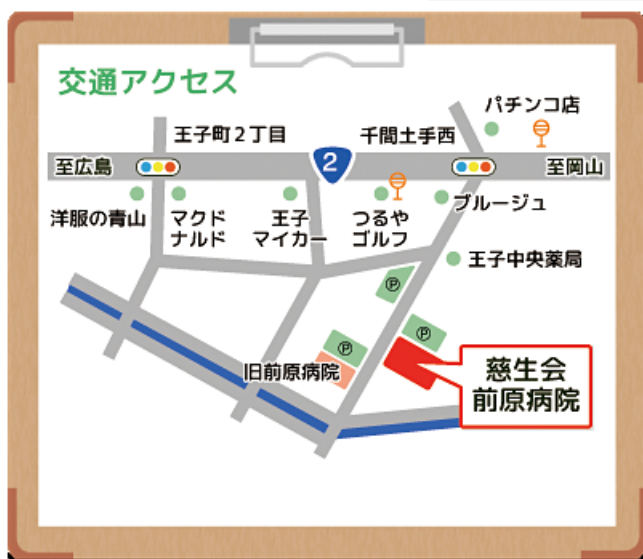 交通アクセス
パチンコ店
王子町2丁目
千間土手西
2
至広島
至岡山
洋服の青山
マクド
ナルド
王子
マイカー
つるや
ゴルフ
ブルージュ
王子中央薬局
P
P
P
旧前原病院
慈生会
前原病院